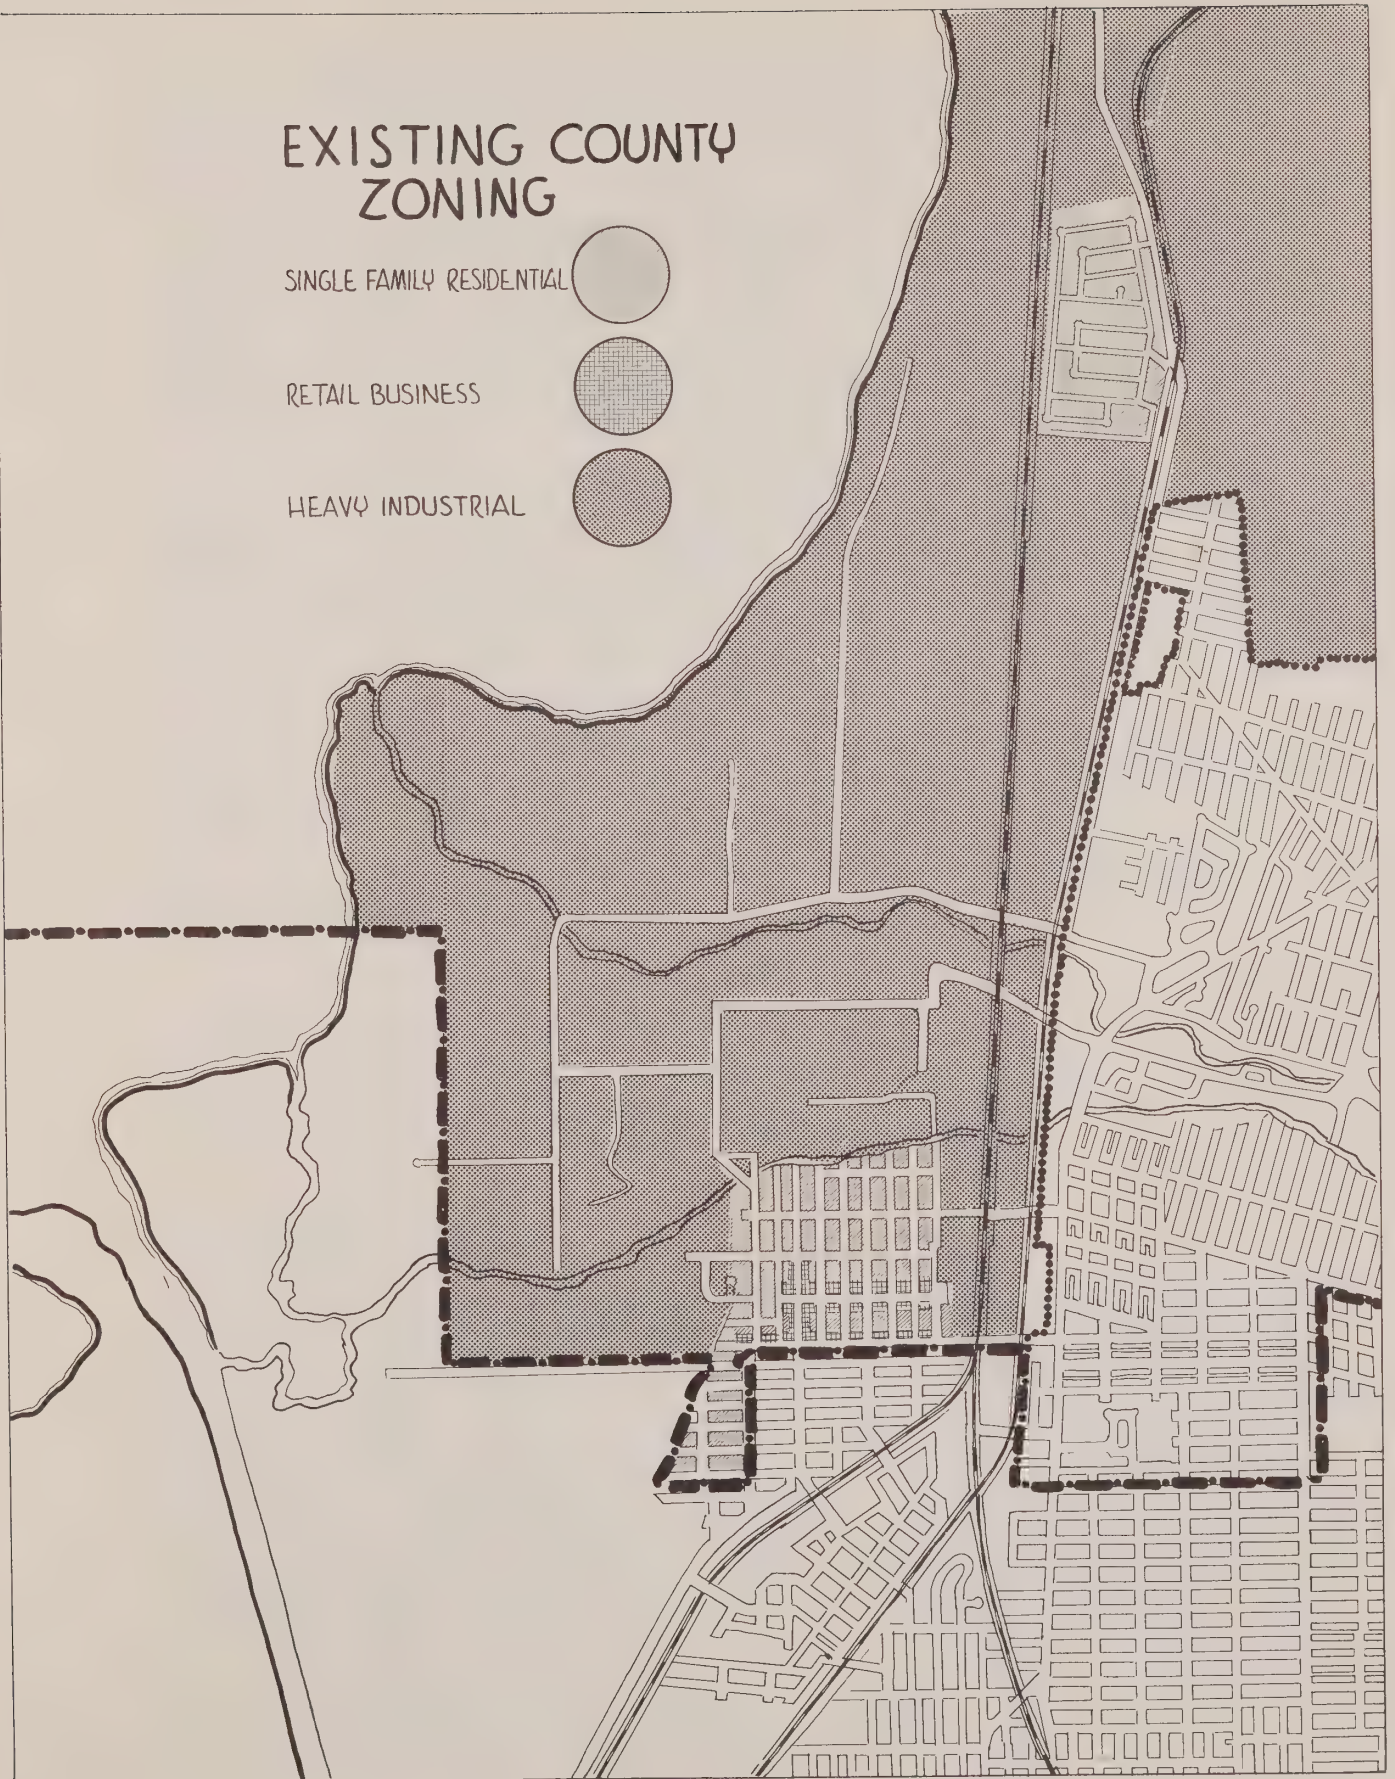 EXISTING COUNTY
ZONING
SINGLE FAMILY RESIDENTIAL
RETAIL BUSINESS
HEAVY INDUSTRIAL